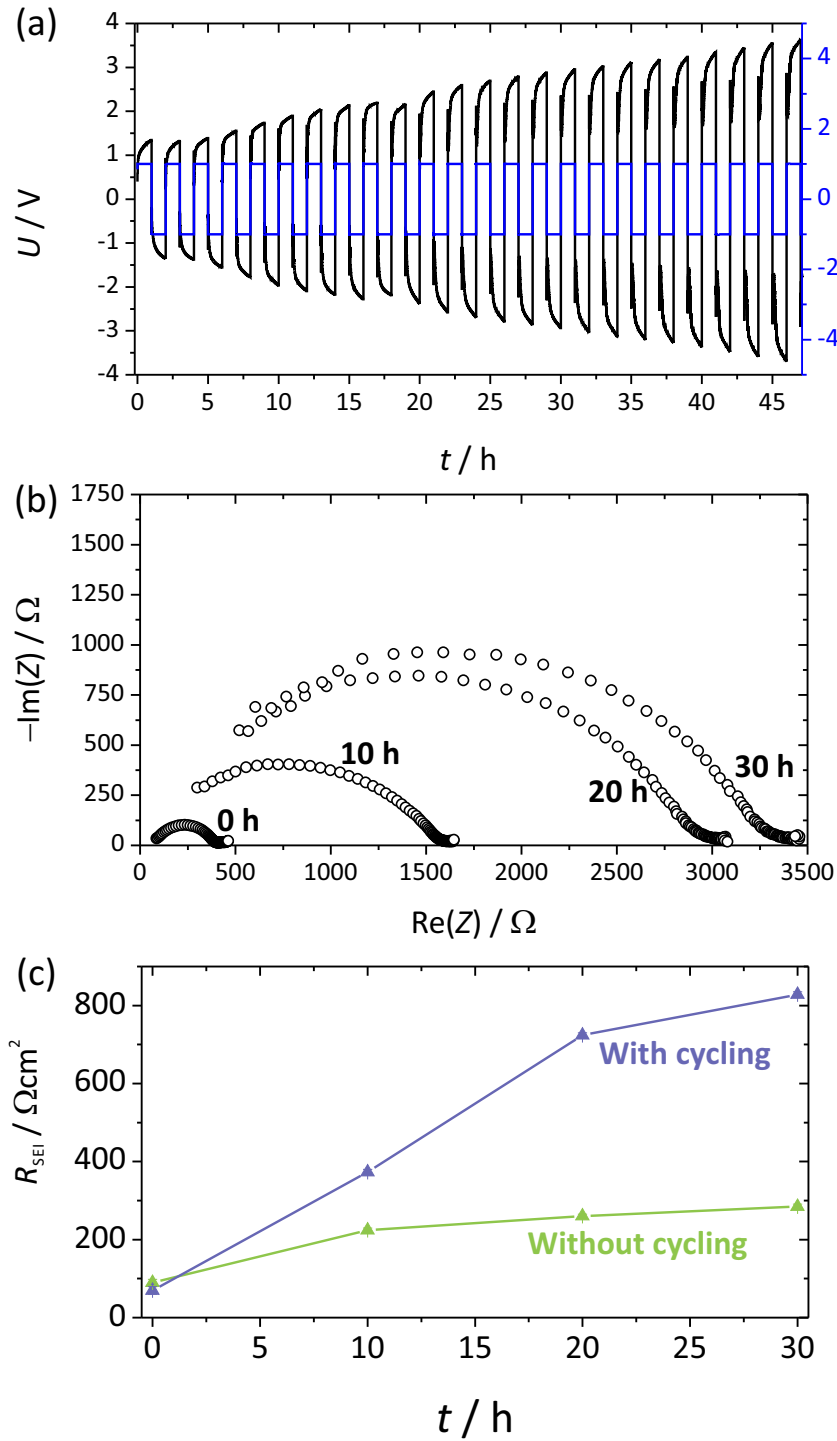 (a)
4
3
2
1
0
-1
-2
-3
-4
U / V
4
2
0
-2
-4
0 5 10 15 20 25 30 35 40 45
t / h
(b)
1750
1500
1250
1000
750
500
250
0
–Im(Z) / Ω
0 h
10 h
20 h
30 h
0 500 1000 1500 2000 2500 3000 3500
Re(Z) / Ω
(c)
800
600
400
200
0
R_SEI / Ωcm²
With cycling
Without cycling
0 5 10 15 20 25 30
t / h